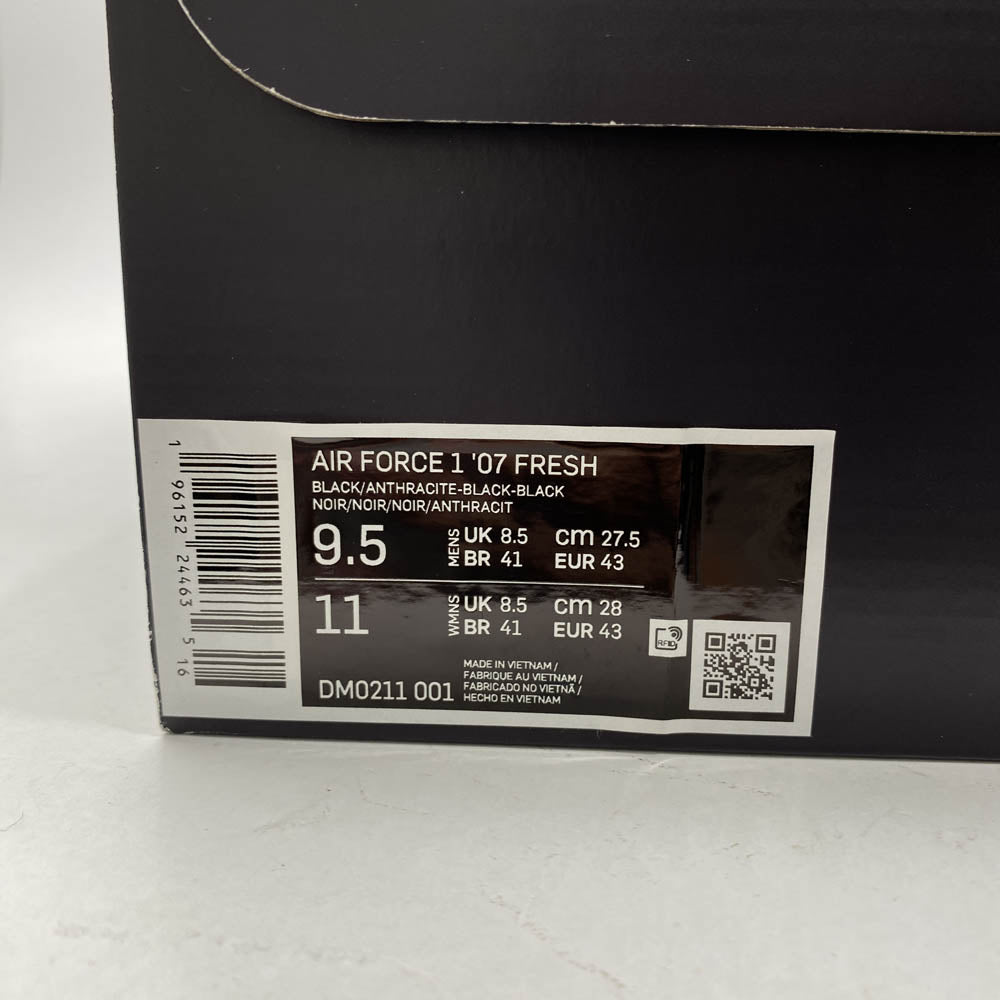 AIR FORCE 1 '07 FRESH
BLACK/ANTHRACITE-BLACK-BLACK
NOIR/NOIR/NOIR/ANTHRACIT
9.5 MENS UK 8.5 cm 27.5
BR 41 EUR 43
11 WMNS UK 8.5 cm 28
BR 41 EUR 43
RFID
DM0211 001
MADE IN VIETNAM /
FABRIQUE AU VIETNAM /
FABRICADO NO VIETNÃ /
HECHO EN VIETNAM
1 96152 24463 5 16